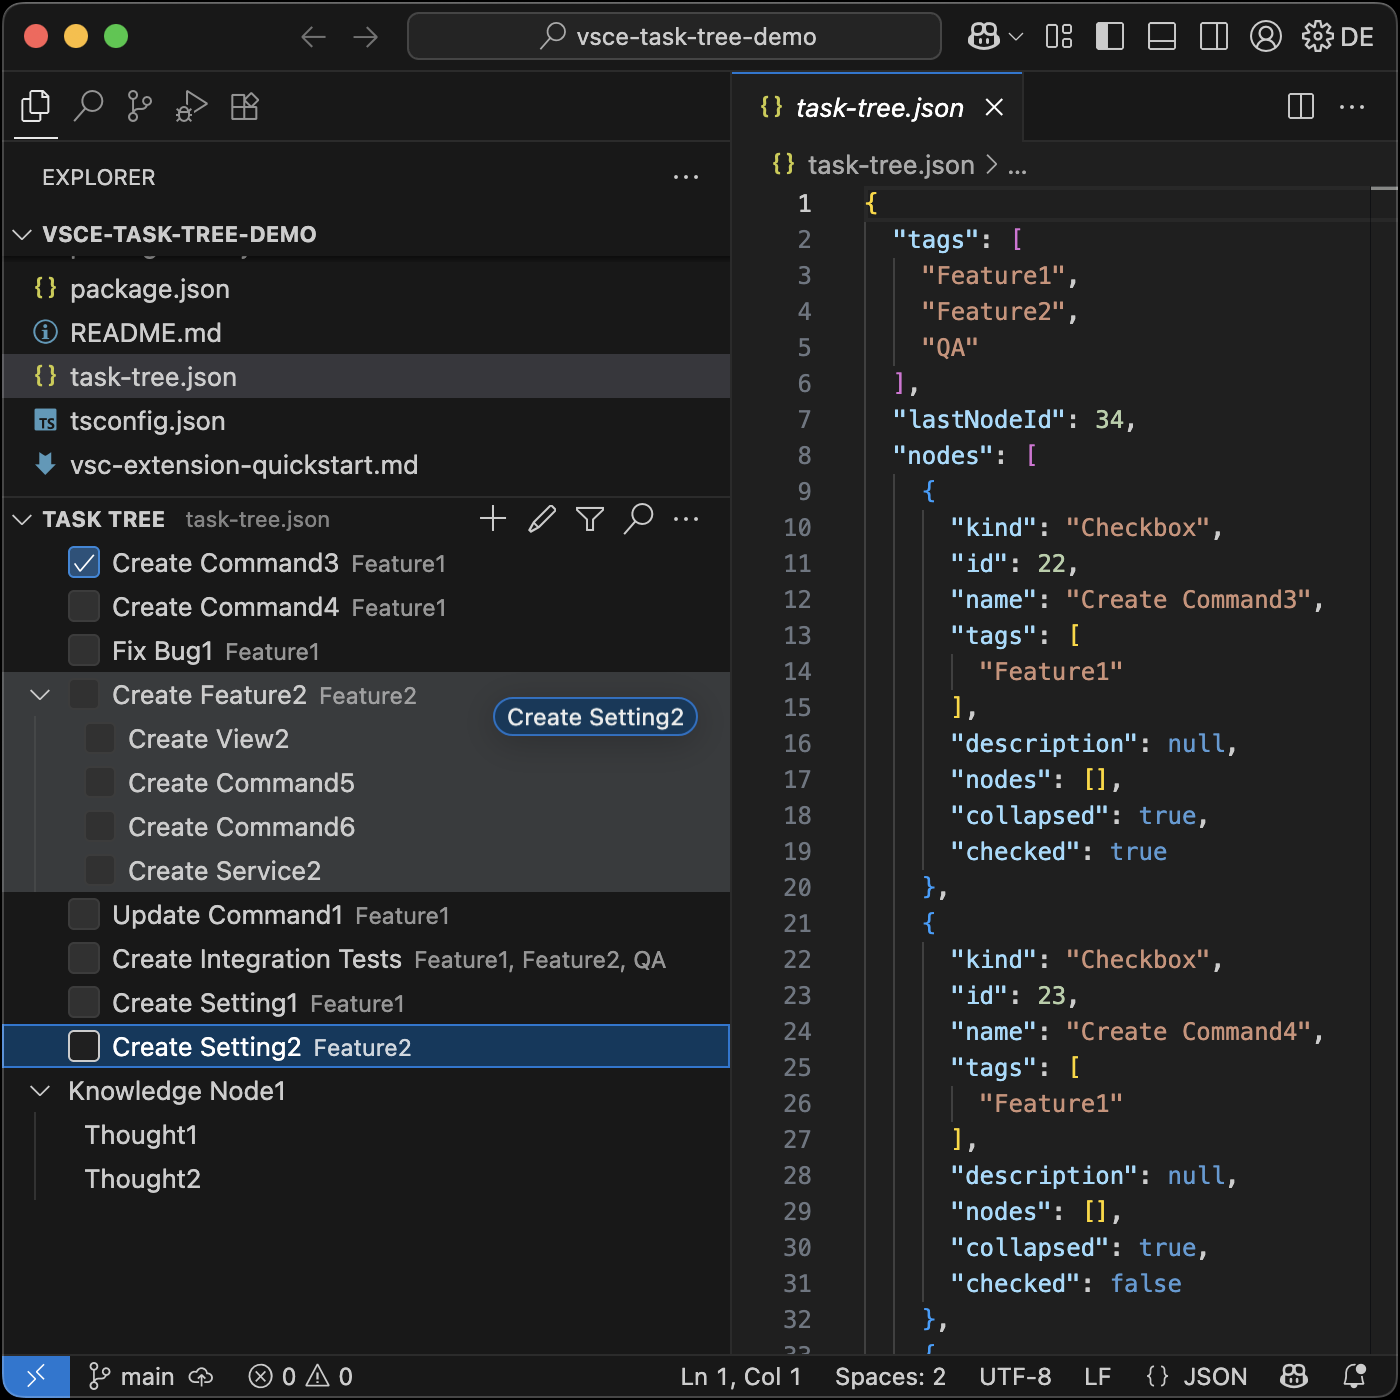 vsce-task-tree-demo
DE
EXPLORER
VSCE-TASK-TREE-DEMO
package.json
README.md
task-tree.json
TS tsconfig.json
vsc-extension-quickstart.md
TASK TREE task-tree.json
Create Command3 Feature1
Create Command4 Feature1
Fix Bug1 Feature1
Create Feature2 Feature2
Create Setting2
Create View2
Create Command5
Create Command6
Create Service2
Update Command1 Feature1
Create Integration Tests Feature1, Feature2, QA
Create Setting1 Feature1
Create Setting2 Feature2
Knowledge Node1
Thought1
Thought2
{} task-tree.json
{} task-tree.json > ...
1 {
2 "tags": [
3 "Feature1",
4 "Feature2",
5 "QA"
6 ],
7 "lastNodeId": 34,
8 "nodes": [
9 {
10 "kind": "Checkbox",
11 "id": 22,
12 "name": "Create Command3",
13 "tags": [
14 "Feature1"
15 ],
16 "description": null,
17 "nodes": [],
18 "collapsed": true,
19 "checked": true
20 },
21 {
22 "kind": "Checkbox",
23 "id": 23,
24 "name": "Create Command4",
25 "tags": [
26 "Feature1"
27 ],
28 "description": null,
29 "nodes": [],
30 "collapsed": true,
31 "checked": false
32 },
33 {
main 0 0 Ln 1, Col 1 Spaces: 2 UTF-8 LF {} JSON